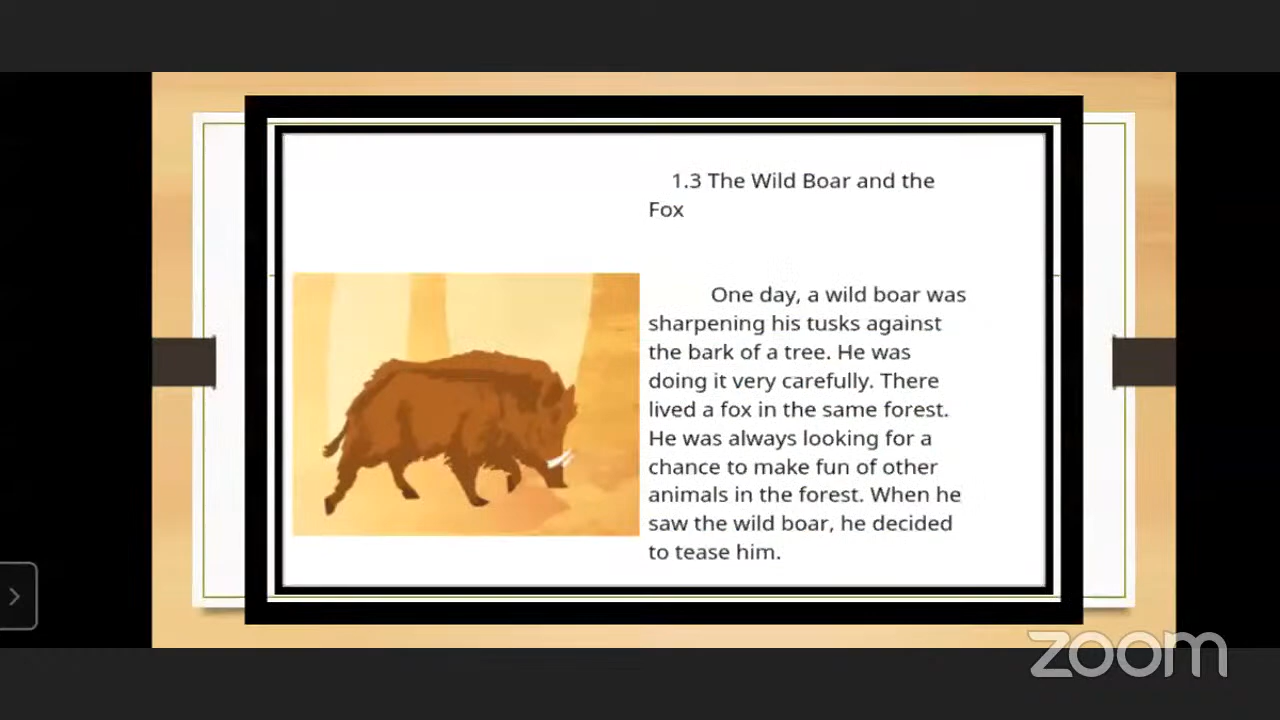 1.3 The Wild Boar and the
Fox
One day, a wild boar was
sharpening his tusks against
the bark of a tree. He was
doing it very carefully. There
lived a fox in the same forest.
He was always looking for a
chance to make fun of other
animals in the forest. When he
saw the wild boar, he decided
to tease him.
zoom